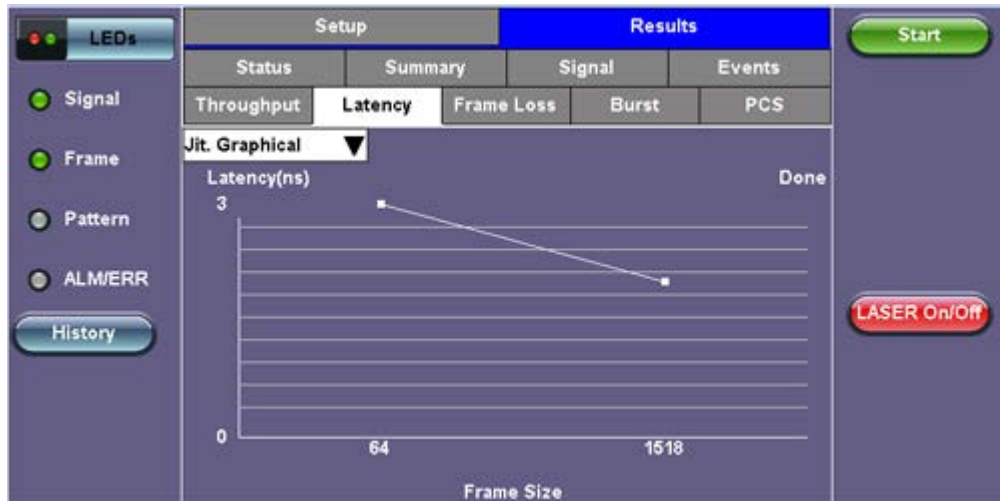 LEDs
Setup
Results
Start
Status
Summary
Signal
Events
Throughput
Latency
Frame Loss
Burst
PCS
Signal
Frame
Pattern
ALM/ERR
History
Jit. Graphical
Latency(ns)
Done
3
0
64
1518
Frame Size
LASER On/Off